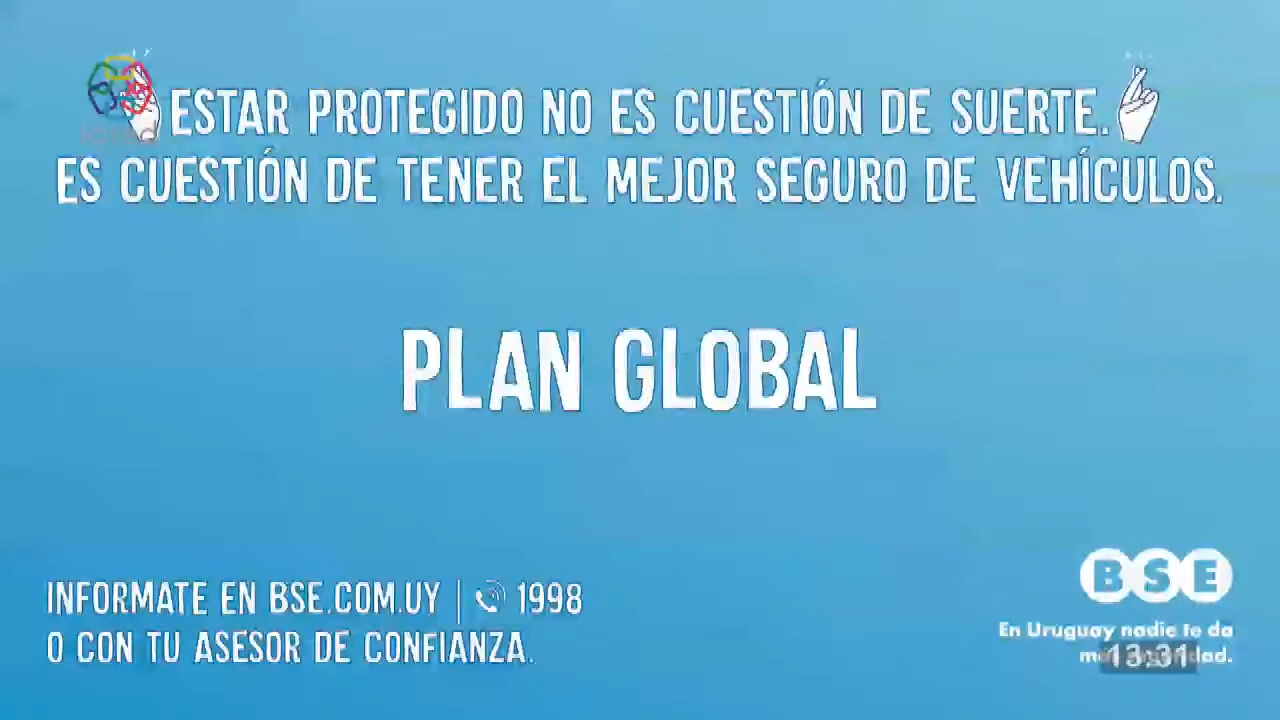 ESTAR PROTEGIDO NO ES CUESTIÓN DE SUERTE.
ES CUESTIÓN DE TENER EL MEJOR SEGURO DE VEHÍCULOS.
PLAN GLOBAL
INFORMATE EN BSE.COM.UY | 1998
O CON TU ASESOR DE CONFIANZA.
BSE
En Uruguay nadie te da
13:31